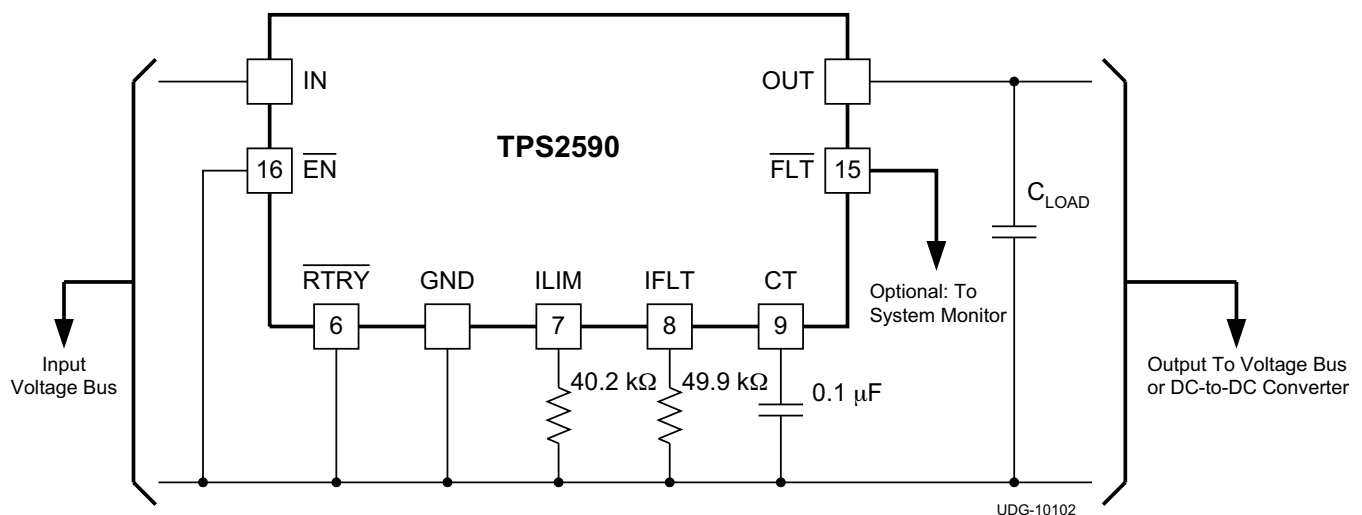 IN
OUT
TPS2590
16
EN
FLT
15
C_LOAD
RTRY
GND
ILIM
IFLT
CT
6
7
8
9
Optional: To
System Monitor
Input
Voltage Bus
40.2 kΩ
49.9 kΩ
0.1 μF
Output To Voltage Bus
or DC-to-DC Converter
UDG-10102